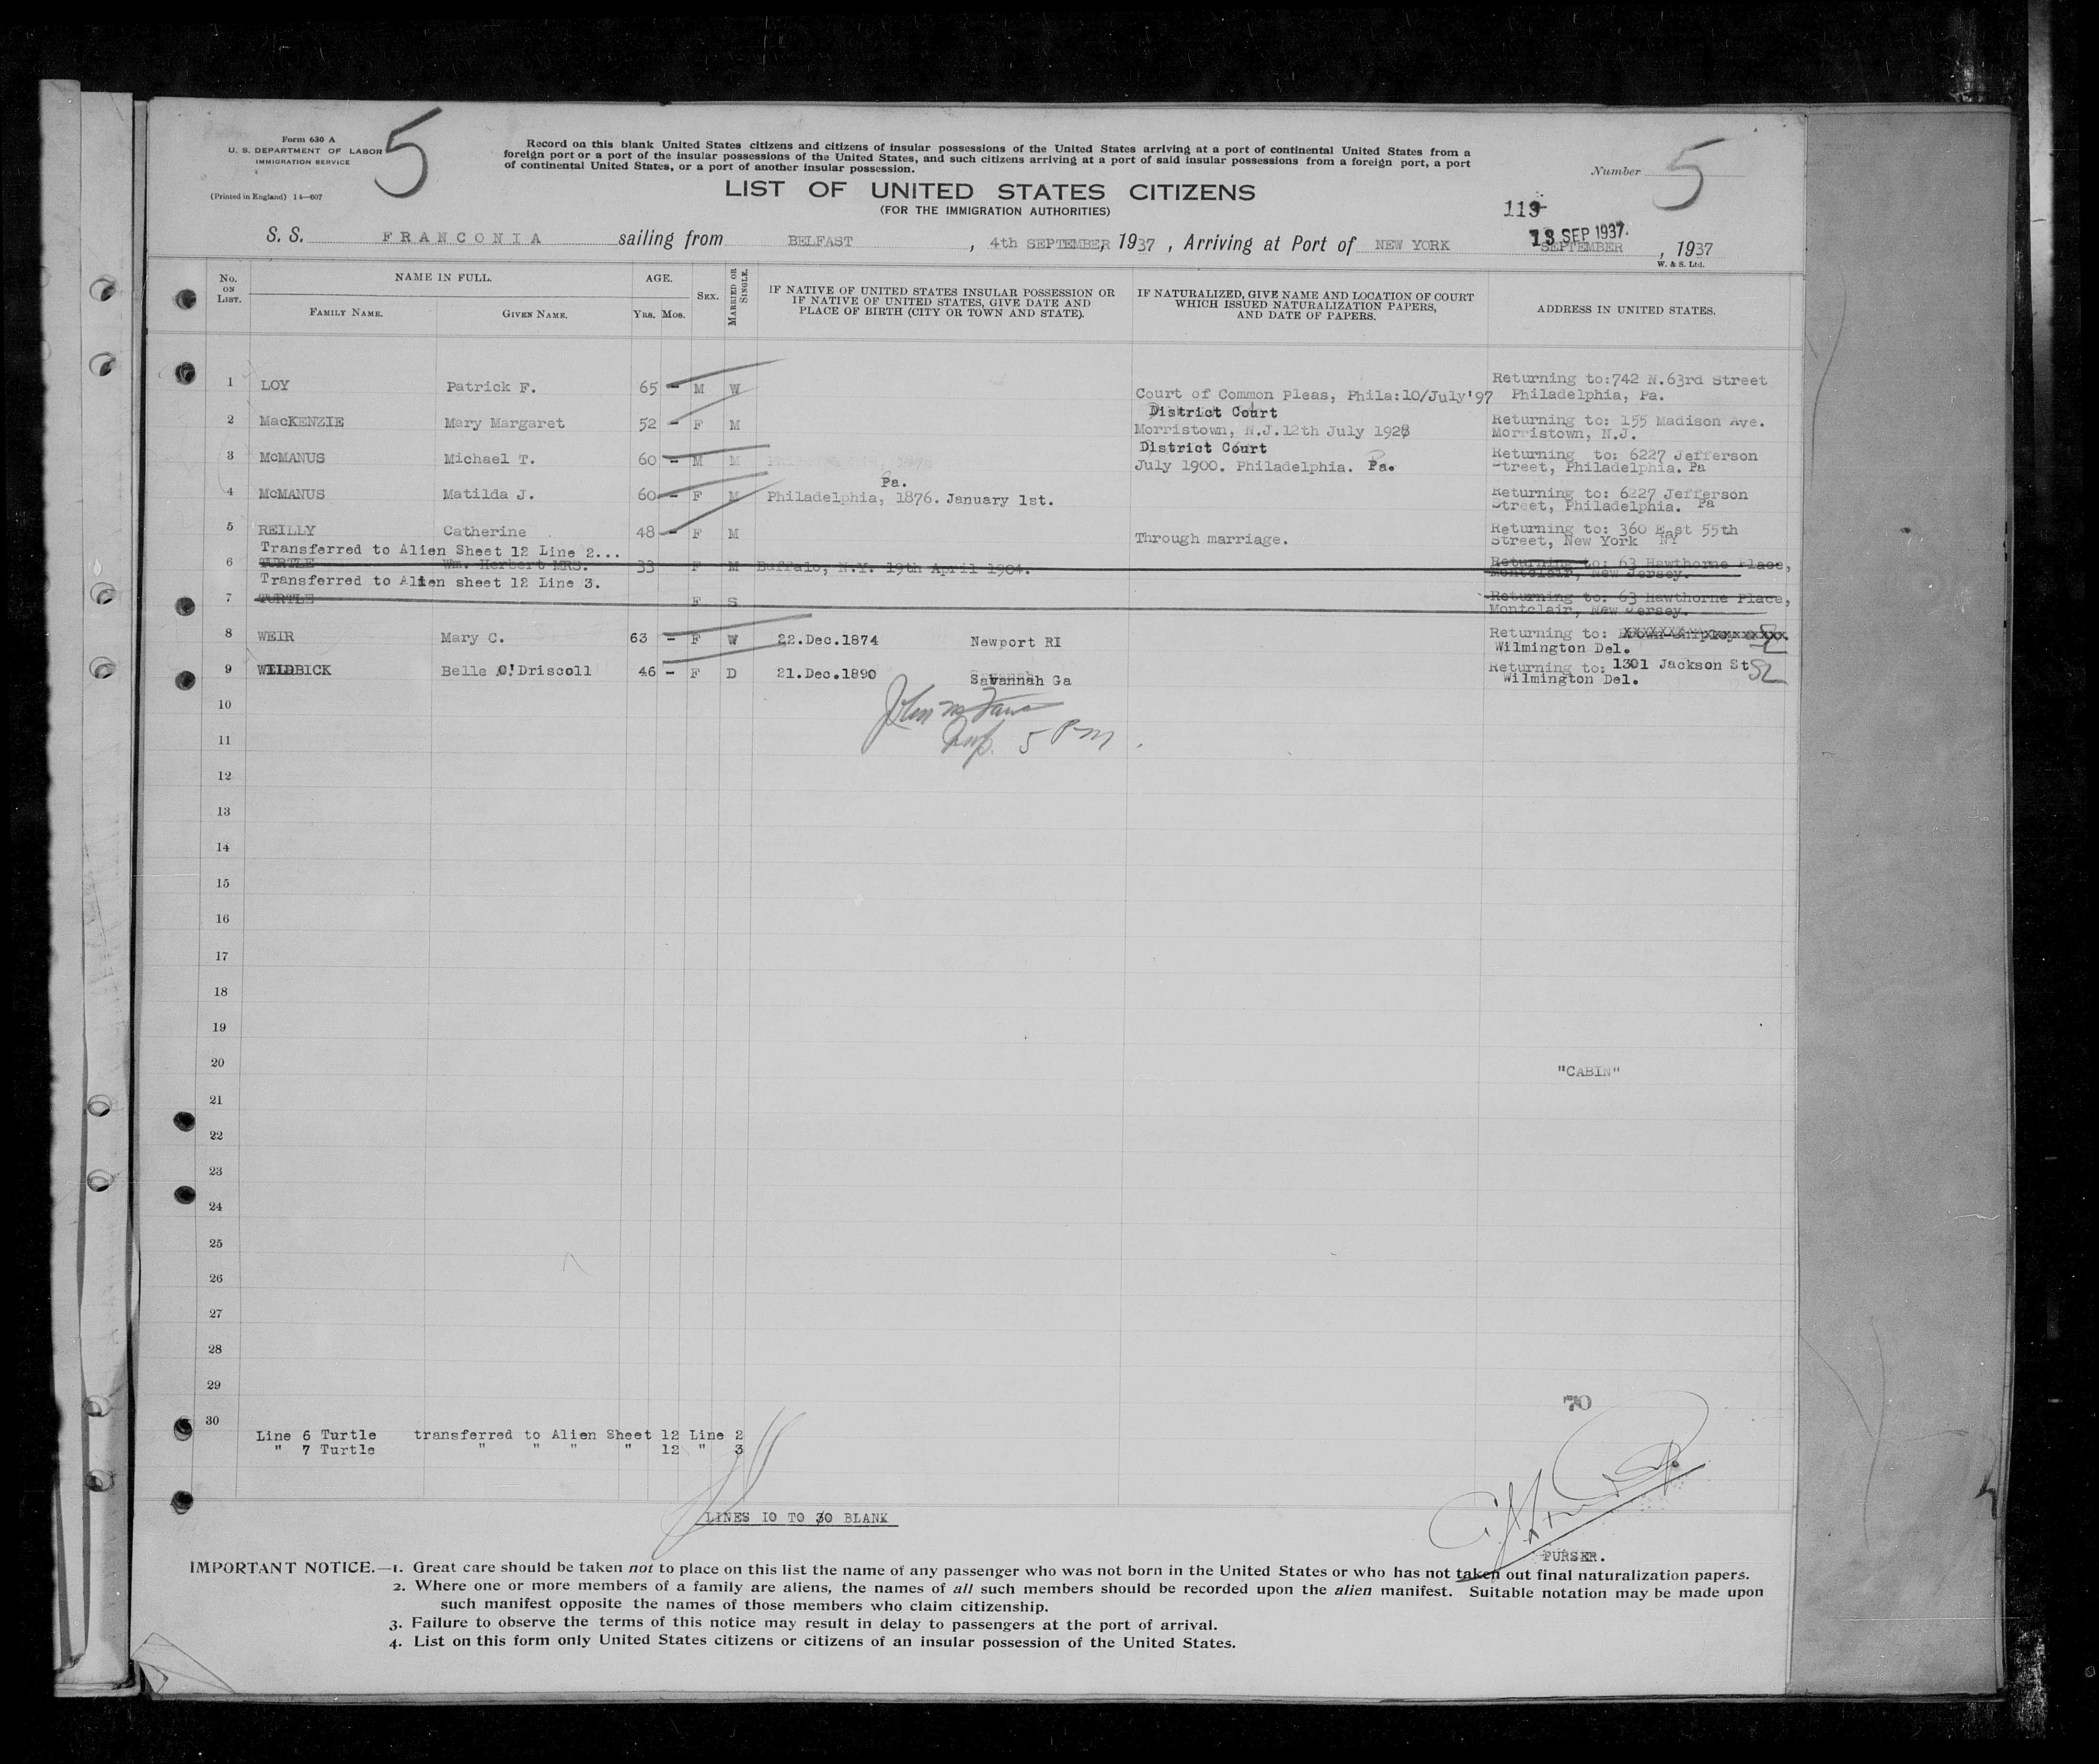 Form 630 A
U. S. DEPARTMENT OF LABOR
IMMIGRATION SERVICE
(Printed in England) 14—607
5
Record on this blank United States citizens and citizens of insular possessions of the United States arriving at a port of continental United States from a
foreign port or a port of the insular possessions of the United States, and such citizens arriving at a port of said insular possessions from a foreign port, a port
of continental United States, or a port of another insular possession.
Number 5
LIST OF UNITED STATES CITIZENS
(FOR THE IMMIGRATION AUTHORITIES)
113
S. S. FRANCONIA sailing from BELFAST, 4th SEPTEMBER, 1937, Arriving at Port of NEW YORK 13 SEP 1937. SEPTEMBER, 1937
W. & S. Ltd.
No. ON LIST. NAME IN FULL. AGE. SEX. MARRIED OR SINGLE. IF NATIVE OF UNITED STATES INSULAR POSSESSION OR IF NATIVE OF UNITED STATES, GIVE DATE AND PLACE OF BIRTH (CITY OR TOWN AND STATE). IF NATURALIZED, GIVE NAME AND LOCATION OF COURT WHICH ISSUED NATURALIZATION PAPERS, AND DATE OF PAPERS. ADDRESS IN UNITED STATES.
FAMILY NAME. GIVEN NAME. YRS. MOS.
1 LOY Patrick F. 65 - M W Court of Common Pleas, Phila:10/July'97 Returning to:742 N.63rd Street
Philadelphia, Pa.
2 MacKENZIE Mary Margaret 52 - F M District Court Returning to: 155 Madison Ave.
Morristown, N.J.12th July 1928 Morristown, N.J.
3 McMANUS Michael T. 60 - M M District Court Returning to: 6227 Jefferson
July 1900. Philadelphia. Pa. Street, Philadelphia. Pa
4 McMANUS Matilda J. 60 - F M Pa. Returning to: 6227 Jefferson
Philadelphia, 1876. January 1st. Street, Philadelphia. Pa
5 REILLY Catherine 48 - F M Through marriage. Returning to: 360 East 55th
Street, New York NY
Transferred to Alien Sheet 12 Line 2...
6 TURTLE Wm. Herbert MRS. 33 F M Buffalo, N.Y. 19th April 1904. Returning to: 63 Hawthorne Place,
Montclair, New Jersey.
Transferred to Alien sheet 12 Line 3.
7 TURTLE F S Returning to: 63 Hawthorne Place,
Montclair, New Jersey.
8 WEIR Mary C. 63 - F W 22.Dec.1874 Newport RI Returning to:
Wilmington Del.
9 Belle O'Driscoll 46 - F D 21.Dec.1890 Savannah Ga Returning to: 1301 Jackson St
Wilmington Del.
10
11 5 PM.
12
13
14
15
16
17
18
19
20 "CABIN"
21
22
23
24
25
26
27
28
29
70
30
Line 6 Turtle transferred to Alien Sheet 12 Line 2
" 7 Turtle " " " " 12 " 3
LINES 10 TO 30 BLANK
PURSER.
IMPORTANT NOTICE.—1. Great care should be taken not to place on this list the name of any passenger who was not born in the United States or who has not taken out final naturalization papers.
2. Where one or more members of a family are aliens, the names of all such members should be recorded upon the alien manifest. Suitable notation may be made upon
such manifest opposite the names of those members who claim citizenship.
3. Failure to observe the terms of this notice may result in delay to passengers at the port of arrival.
4. List on this form only United States citizens or citizens of an insular possession of the United States.